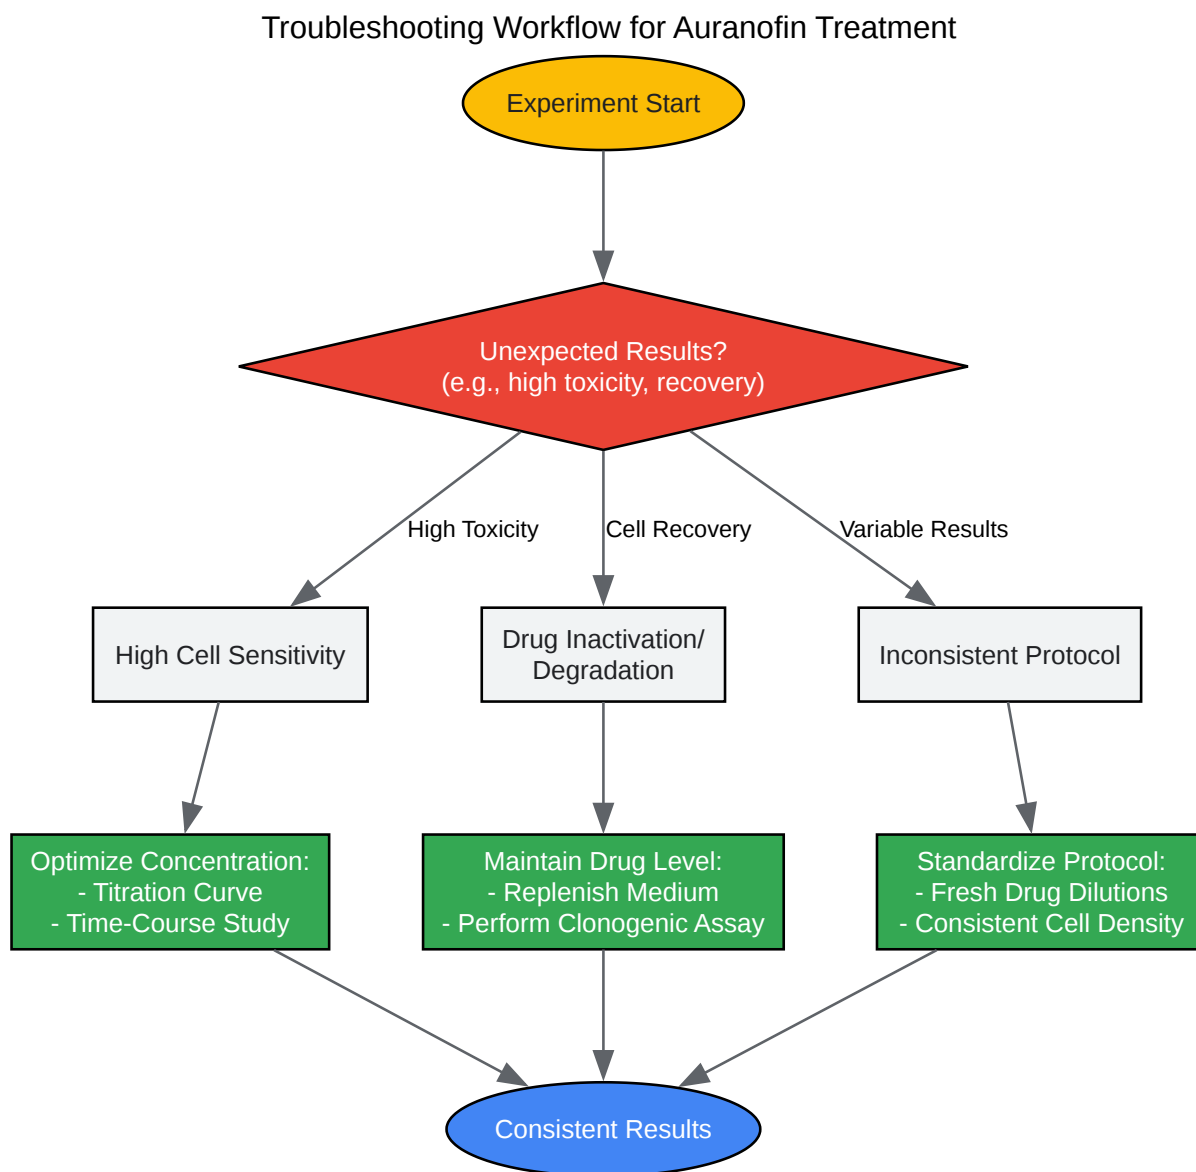 Troubleshooting Workflow for Auranofin Treatment
Experiment Start
Unexpected Results?
(e.g., high toxicity, recovery)
High Toxicity
Cell Recovery
Variable Results
High Cell Sensitivity
Drug Inactivation/
Degradation
Inconsistent Protocol
Optimize Concentration:
- Titration Curve
- Time-Course Study
Maintain Drug Level:
- Replenish Medium
- Perform Clonogenic Assay
Standardize Protocol:
- Fresh Drug Dilutions
- Consistent Cell Density
Consistent Results